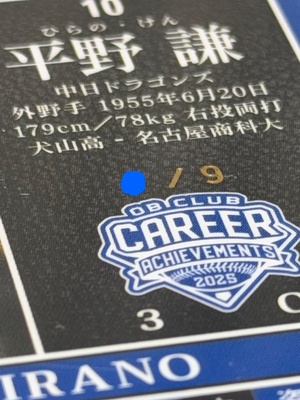 10
ひらの・けん
平野 謙
中日ドラゴンズ
外野手 1955年6月20日
179cm/78kg 右投両打
犬山高 - 名古屋商科大
/9
OB CLUB
CAREER
ACHIEVEMENTS
2025
3
IRANO